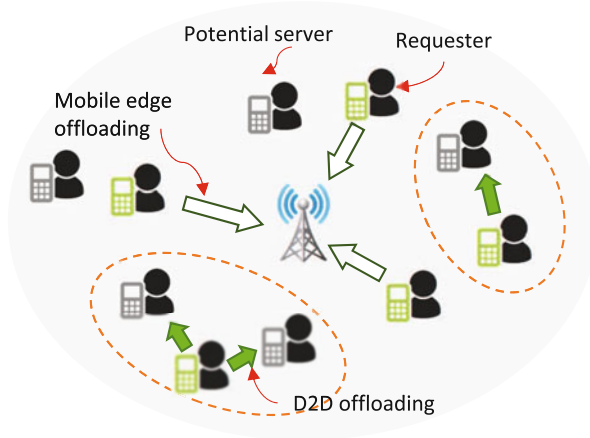 Potential server
Requester
Mobile edge
offloading
D2D offloading